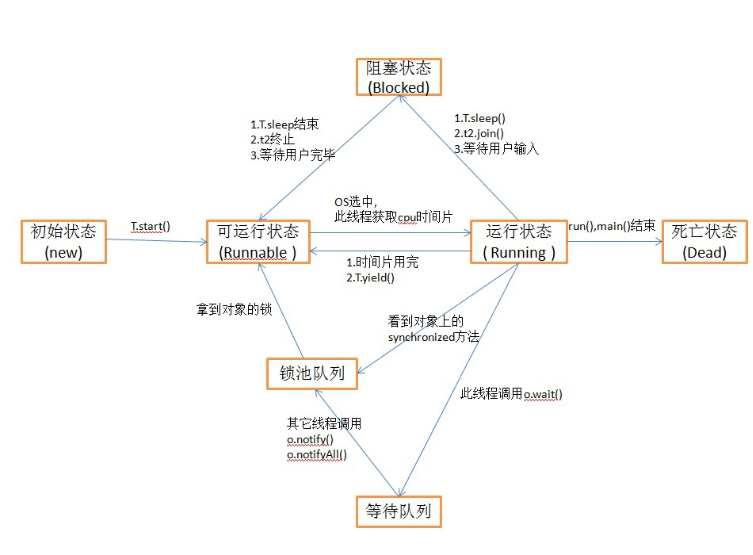 阻塞状态
(Blocked)
1.T.sleep结束
2.t2终止
3.等待用户完毕
1.T.sleep()
2.t2.join()
3.等待用户输入
OS选中,
此线程获取cpu时间片
初始状态
(new)
T.start()
可运行状态
(Runnable )
运行状态
( Running )
run(),main()结束
死亡状态
(Dead)
1.时间片用完
2.T.yield()
拿到对象的锁
看到对象上的
synchronized方法
锁池队列
此线程调用o.wait()
其它线程调用
o.notify()
o.notifyAll()
等待队列